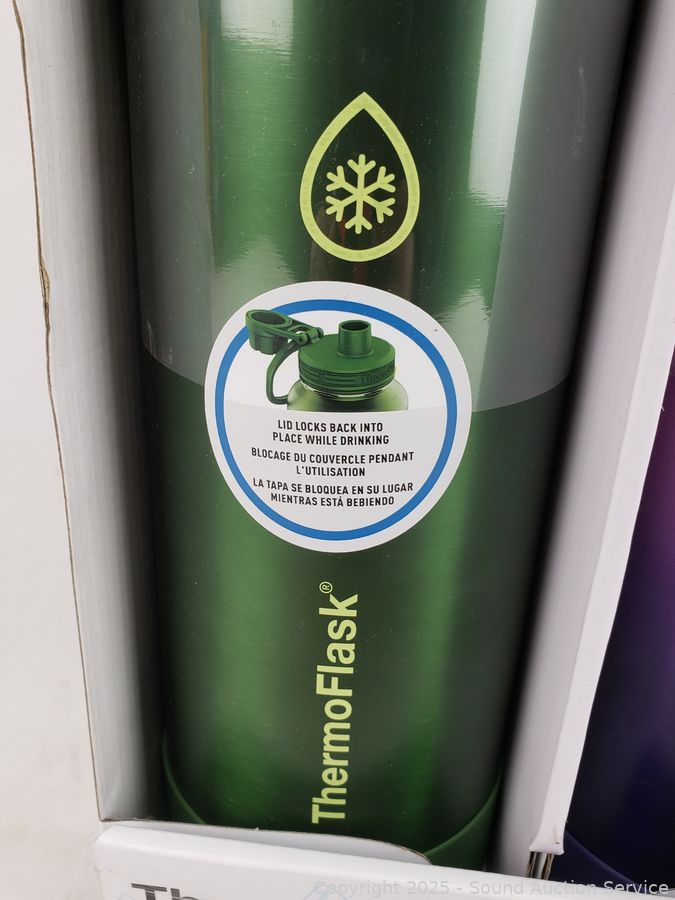 LID LOCKS BACK INTO
PLACE WHILE DRINKING
BLOCAGE DU COUVERCLE PENDANT
L'UTILISATION
LA TAPA SE BLOQUEA EN SU LUGAR
MIENTRAS ESTÁ BEBIENDO
ThermoFlask®
Copyright 2025 - Sound Auction Service